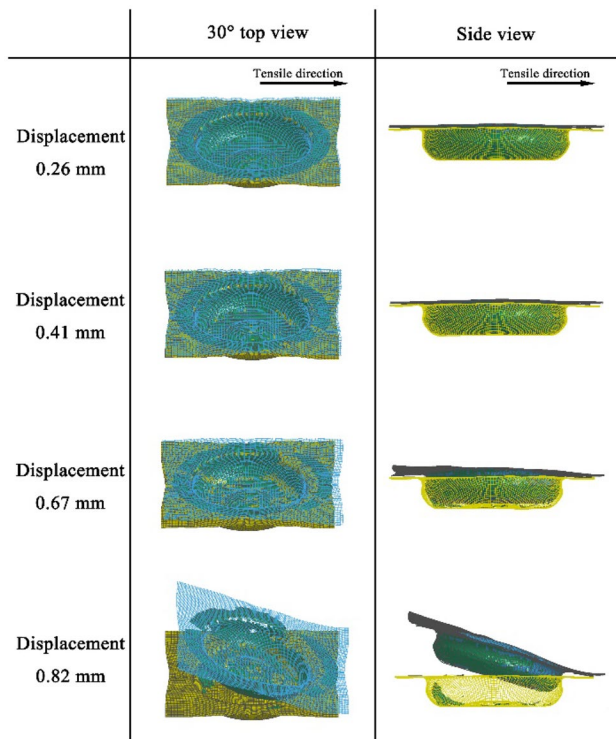 30° top view
Side view
Tensile direction
Tensile direction
Displacement
0.26 mm
Displacement
0.41 mm
Displacement
0.67 mm
Displacement
0.82 mm